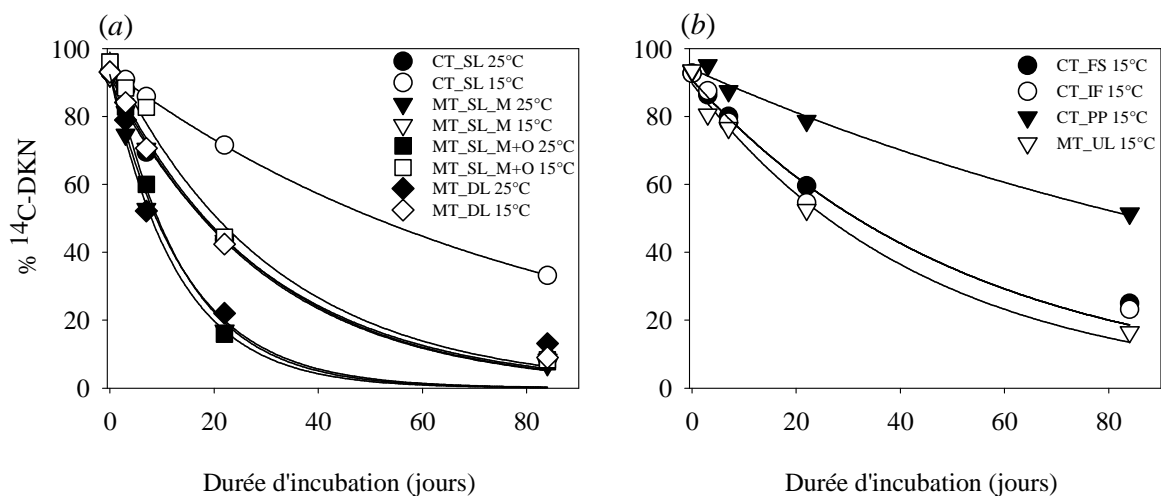 (a)
% ¹⁴C-DKN
100
80
60
40
20
0
CT_SL 25°C
CT_SL 15°C
MT_SL_M 25°C
MT_SL_M 15°C
MT_SL_M+O 25°C
MT_SL_M+O 15°C
MT_DL 25°C
MT_DL 15°C
0 20 40 60 80
Durée d'incubation (jours)
(b)
100
80
60
40
20
0
CT_FS 15°C
CT_IF 15°C
CT_PP 15°C
MT_UL 15°C
0 20 40 60 80
Durée d'incubation (jours)